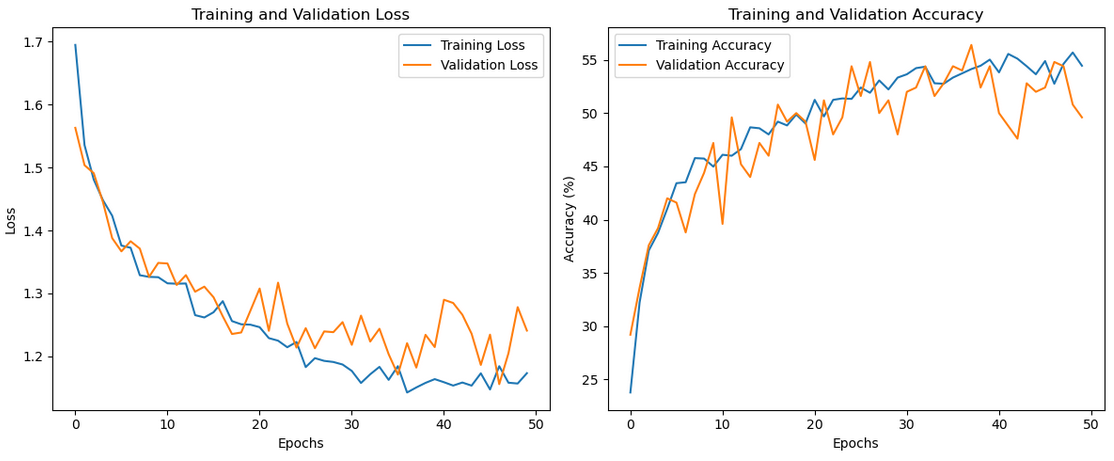 Training and Validation Loss
Training Loss
Validation Loss
1.7
1.6
1.5
1.4
1.3
1.2
Loss
0 10 20 30 40 50
Epochs
Training and Validation Accuracy
Training Accuracy
Validation Accuracy
55
50
45
40
35
30
25
Accuracy (%)
0 10 20 30 40 50
Epochs